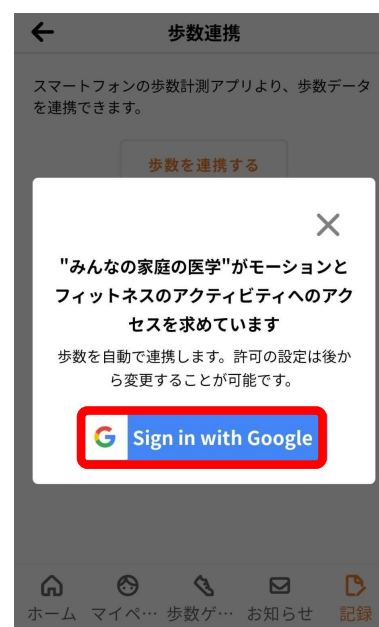 歩数連携
スマートフォンの歩数計測アプリより、歩数データ
を連携できます。
歩数を連携する
"みんなの家庭の医学"がモーションと
フィットネスのアクティビティへのアク
セスを求めています
歩数を自動で連携します。許可の設定は後か
ら変更することが可能です。
Sign in with Google
ホーム マイペ… 歩数ゲ… お知らせ 記録